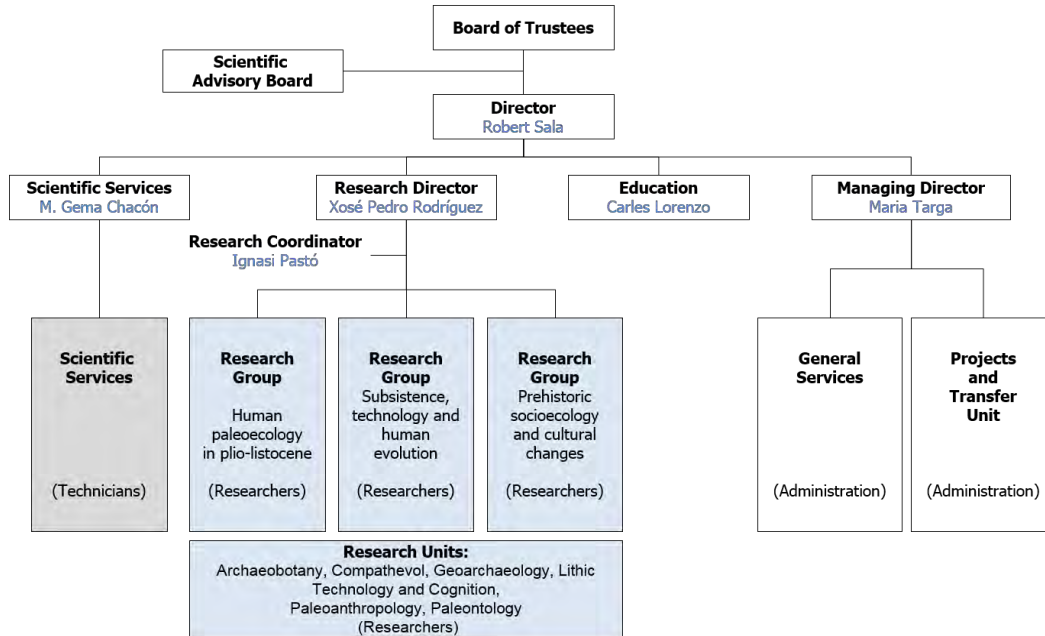 Board of Trustees
Scientific
Advisory Board
Director
Robert Sala
Scientific Services
M. Gema Chacón
Research Director
Xosé Pedro Rodríguez
Education
Carles Lorenzo
Managing Director
Maria Targa
Research Coordinator
Ignasi Pastó
Scientific
Services
(Technicians)
Research
Group
Human
paleoecology
in plio-listocene
(Researchers)
Research
Group
Subsistence,
technology and
human
evolution
(Researchers)
Research
Group
Prehistoric
socioecology
and cultural
changes
(Researchers)
General
Services
(Administration)
Projects
and
Transfer
Unit
(Administration)
Research Units:
Archaeobotany, Compathevol, Geoarchaeology, Lithic
Technology and Cognition,
Paleoanthropology, Paleontology
(Researchers)